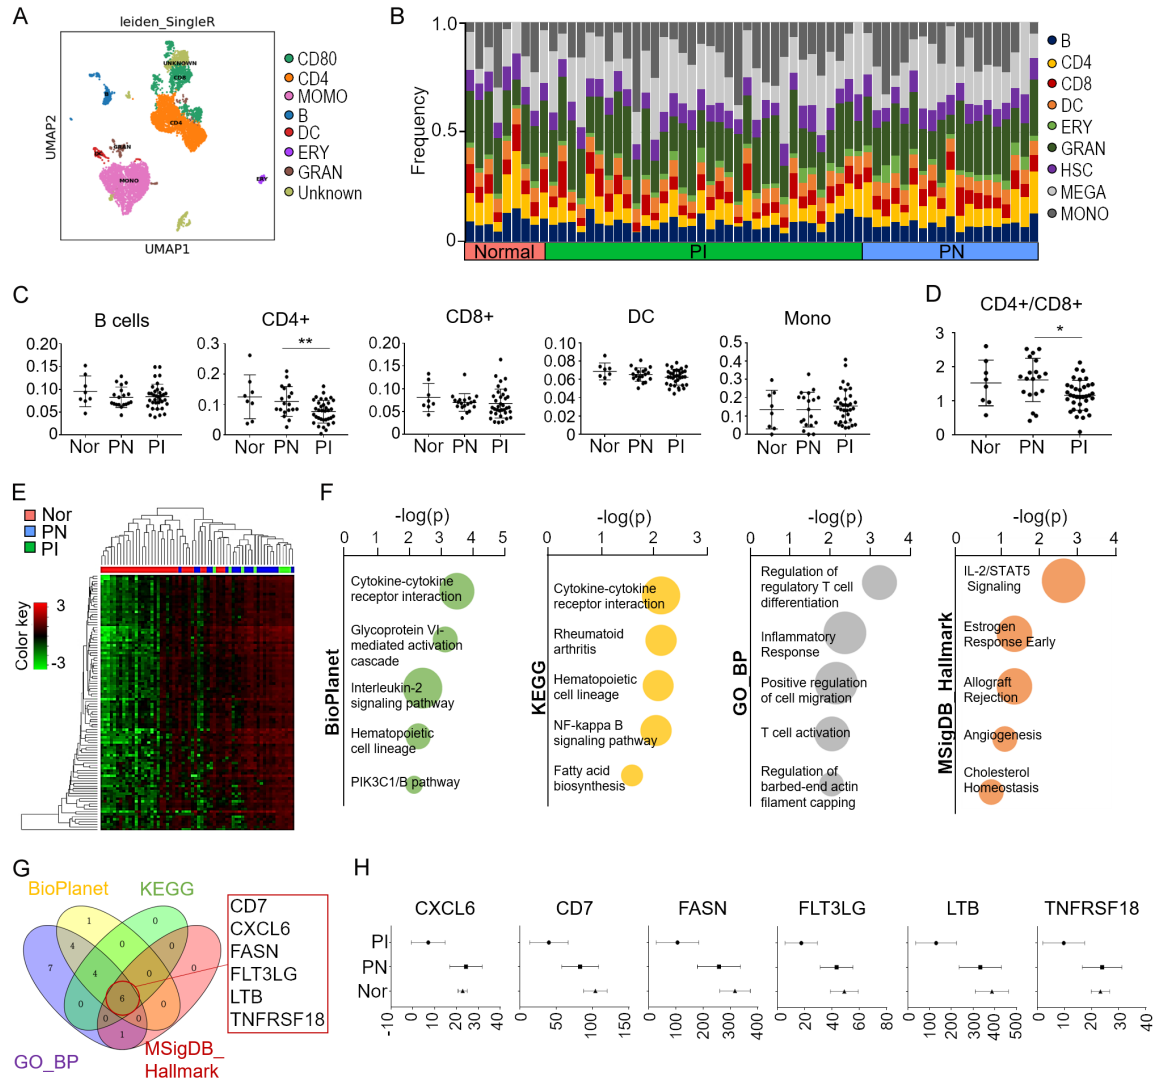 A
leiden_SingleR
UNKNOWN
CD8
B
CD4
GRAN
DC
MONO
ERY
UMAP2
UMAP1
CD80
CD4
MOMO
B
DC
ERY
GRAN
Unknown
B
1.0
0.5
0
Frequency
Normal
PI
PN
B
CD4
CD8
DC
ERY
GRAN
HSC
MEGA
MONO
C
B cells
0.20
0.15
0.10
0.05
0
Nor PN PI
CD4+
**
0.3
0.2
0.1
0
Nor PN PI
CD8+
0.20
0.15
0.10
0.05
0
Nor PN PI
DC
0.10
0.08
0.06
0.04
0.02
0
Nor PN PI
Mono
0.5
0.4
0.3
0.2
0.1
0
Nor PN PI
D
CD4+/CD8+
*
3
2
1
0
Nor PN PI
E
Nor
PN
PI
Color key
3
-3
F
-log(p)
0 1 2 3 4 5
BioPlanet
Cytokine-cytokine
receptor interaction
Glycoprotein VI-
mediated activation
cascade
Interleukin-2
signaling pathway
Hematopoietic
cell lineage
PIK3C1/B pathway
-log(p)
0 1 2 3
KEGG
Cytokine-cytokine
receptor interaction
Rheumatoid
arthritis
Hematopoietic
cell lineage
NF-kappa B
signaling pathway
Fatty acid
biosynthesis
-log(p)
0 1 2 3 4
GO_BP
Regulation of
regulatory T cell
differentiation
Inflammatory
Response
Positive regulation
of cell migration
T cell activation
Regulation of
barbed-end actin
filament capping
-log(p)
0 1 2 3 4
MSigDB_Hallmark
IL-2/STAT5
Signaling
Estrogen
Response Early
Allograft
Rejection
Angiogenesis
Cholesterol
Homeostasis
G
BioPlanet
KEGG
GO_BP
MSigDB_
Hallmark
1
0
4
0
0
7
4
0
0
0
6
0
0
0
1
CD7
CXCL6
FASN
FLT3LG
LTB
TNFRSF18
H
PI
PN
Nor
CXCL6
-10 0 10 20 30 40
CD7
0 50 100 150
FASN
0 100 200 300 400
FLT3LG
0 20 40 60 80
LTB
0 100 200 300 400 500
TNFRSF18
0 10 20 30 40